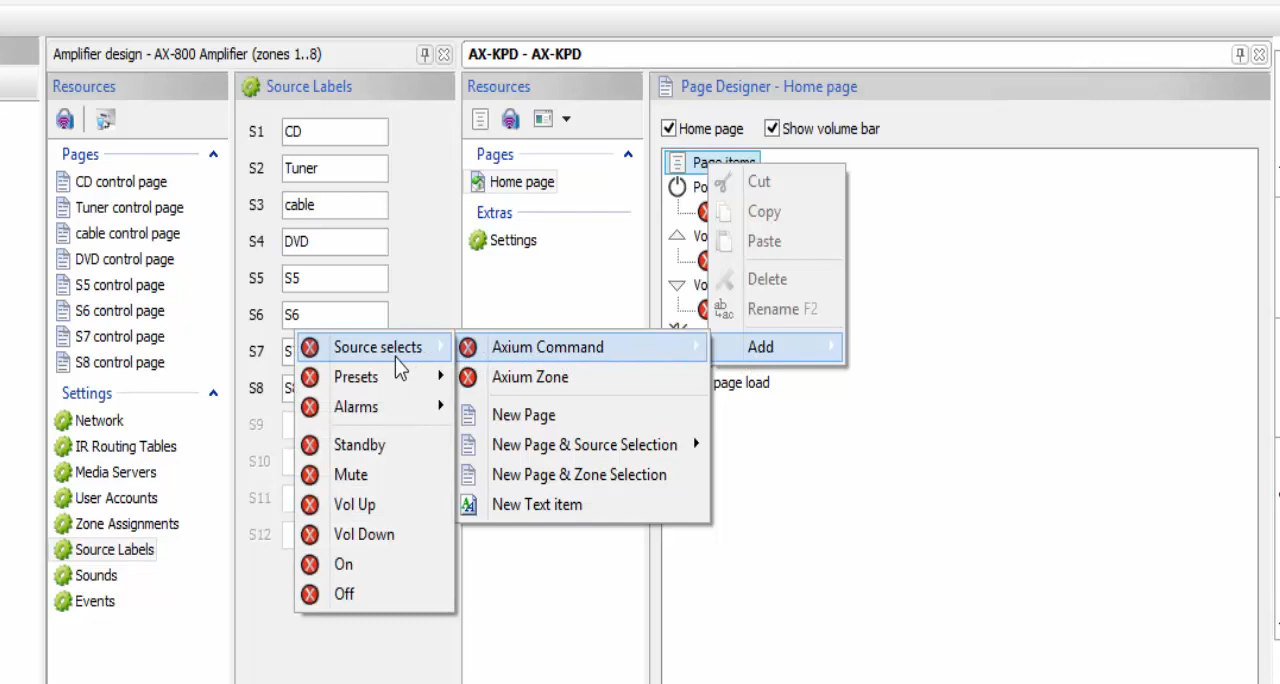 Amplifier design - AX-800 Amplifier (zones 1..8)
Resources
Pages
CD control page
Tuner control page
cable control page
DVD control page
S5 control page
S6 control page
S7 control page
S8 control page
Settings
Network
IR Routing Tables
Media Servers
User Accounts
Zone Assignments
Source Labels
Sounds
Events
Source Labels
S1 CD
S2 Tuner
S3 cable
S4 DVD
S5 S5
S6 S6
S7
S8
S9
S10
S11
S12
Source selects
Presets
Alarms
Standby
Mute
Vol Up
Vol Down
On
Off
AX-KPD - AX-KPD
Resources
Pages
Home page
Extras
Settings
Axium Command
Axium Zone
New Page
New Page & Source Selection
New Page & Zone Selection
New Text item
Page Designer - Home page
Home page Show volume bar
Page items
Cut
Copy
Paste
Delete
Rename F2
Add
page load